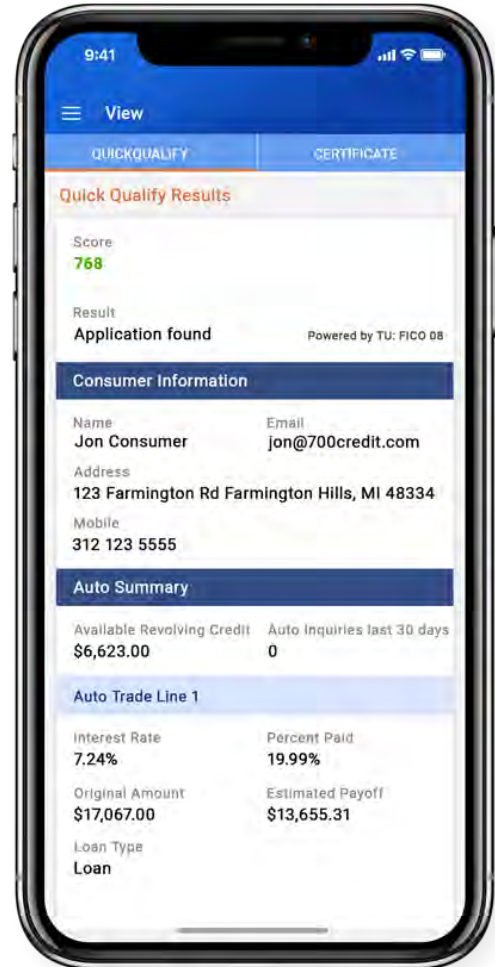 9:41
View
QUICKQUALIFY CERTIFICATE
Quick Qualify Results
Score
768
Result
Application found Powered by TU: FICO 08
Consumer Information
Name Email
Jon Consumer jon@700credit.com
Address
123 Farmington Rd Farmington Hills, MI 48334
Mobile
312 123 5555
Auto Summary
Available Revolving Credit Auto Inquiries last 30 days
$6,623.00 0
Auto Trade Line 1
Interest Rate Percent Paid
7.24% 19.99%
Original Amount Estimated Payoff
$17,067.00 $13,655.31
Loan Type
Loan